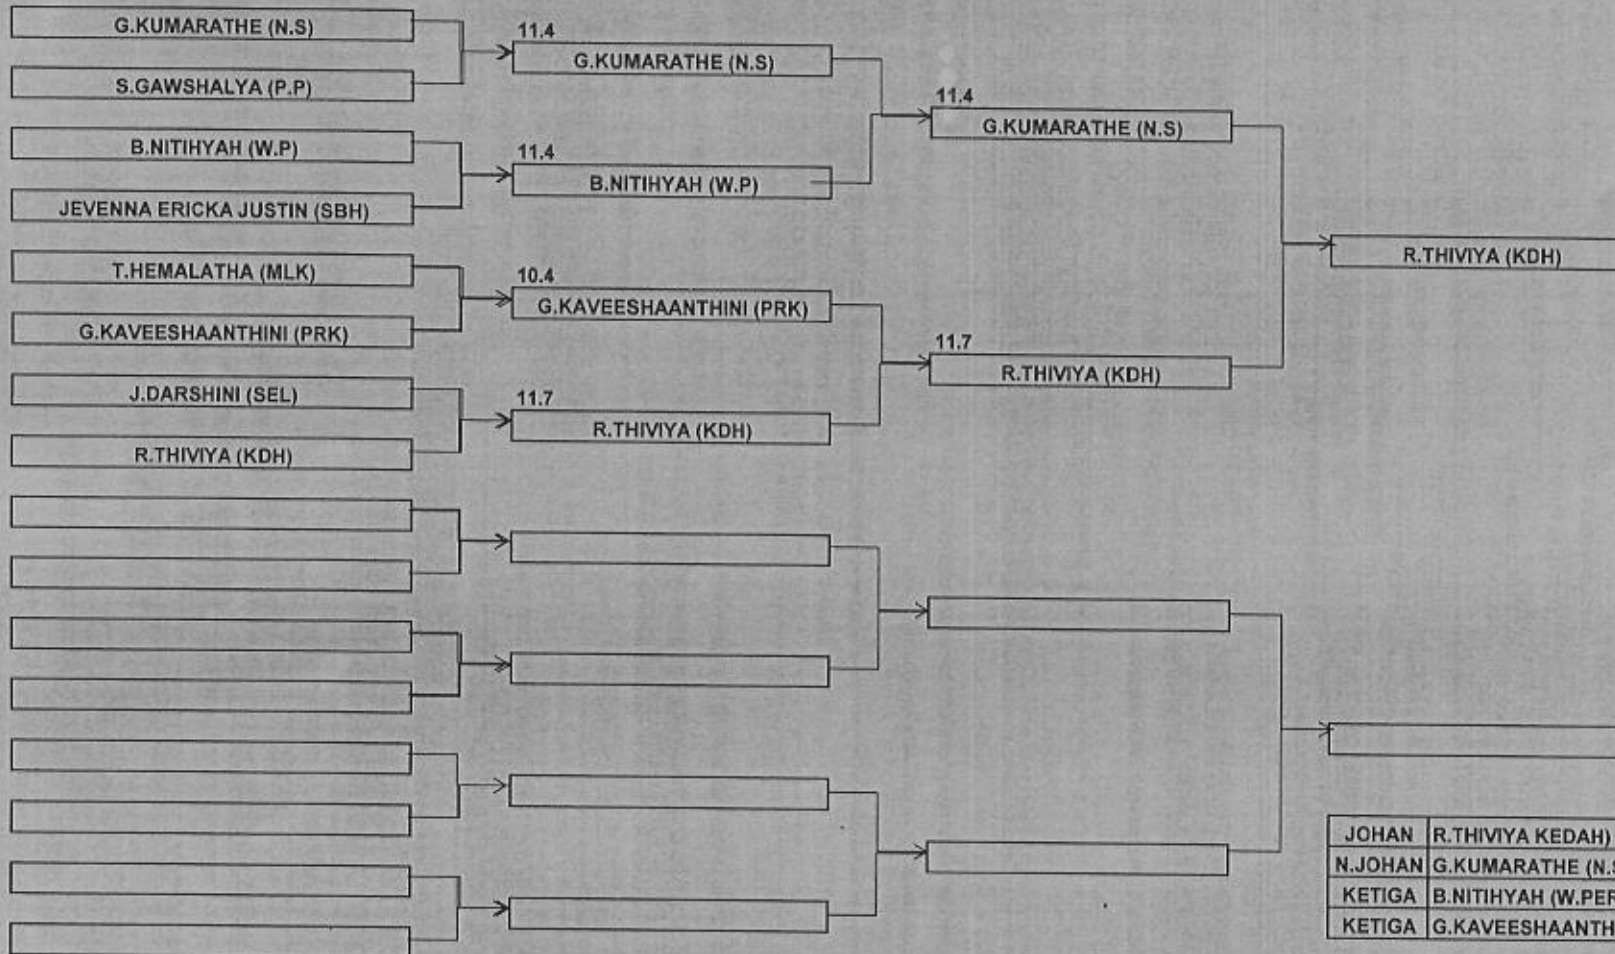 G.KUMARATHE (N.S)
S.GAWSHALYA (P.P)
B.NITIHYAH (W.P)
JEVENNA ERICKA JUSTIN (SBH)
T.HEMALATHA (MLK)
G.KAVEESHAANTHINI (PRK)
J.DARSHINI (SEL)
R.THIVIYA (KDH)
11.4
G.KUMARATHE (N.S)
11.4
B.NITIHYAH (W.P)
10.4
G.KAVEESHAANTHINI (PRK)
11.7
R.THIVIYA (KDH)
11.4
G.KUMARATHE (N.S)
11.7
R.THIVIYA (KDH)
R.THIVIYA (KDH)
JOHAN R.THIVIYA KEDAH)
N.JOHAN G.KUMARATHE (N.S
KETIGA B.NITIHYAH (W.PER
KETIGA G.KAVEESHAANTH